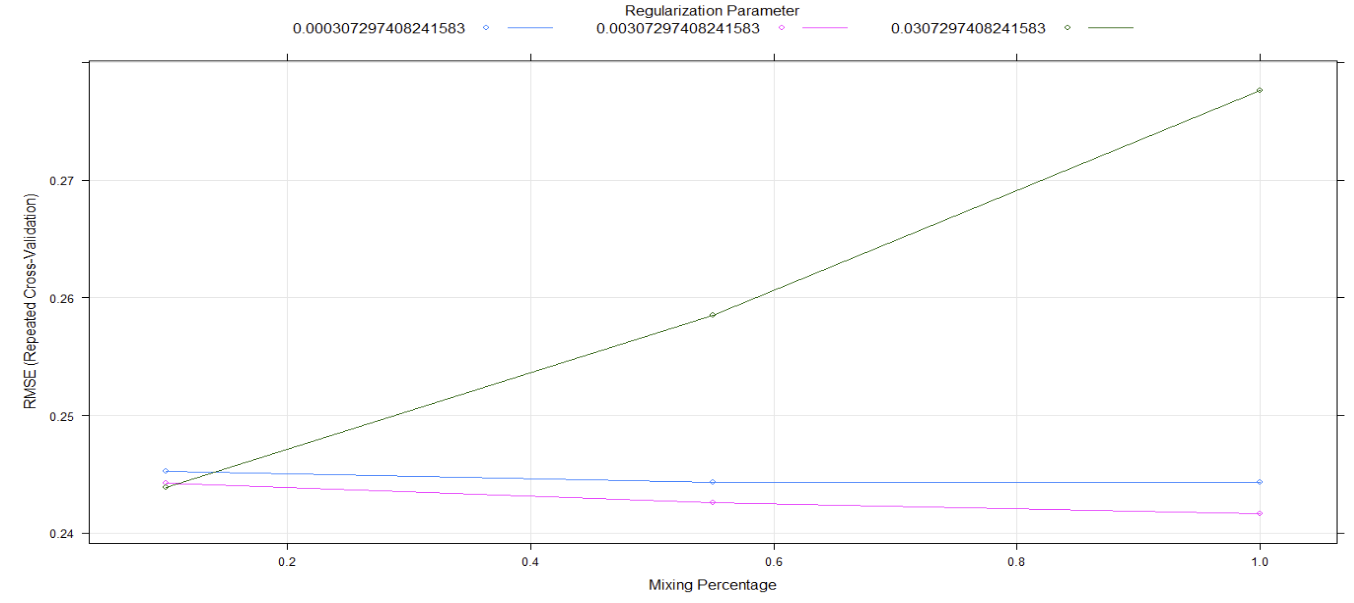 Regularization Parameter
0.000307297408241583 0.00307297408241583 0.0307297408241583
RMSE (Repeated Cross-Validation)
0.27
0.26
0.25
0.24
0.2 0.4 0.6 0.8 1.0
Mixing Percentage